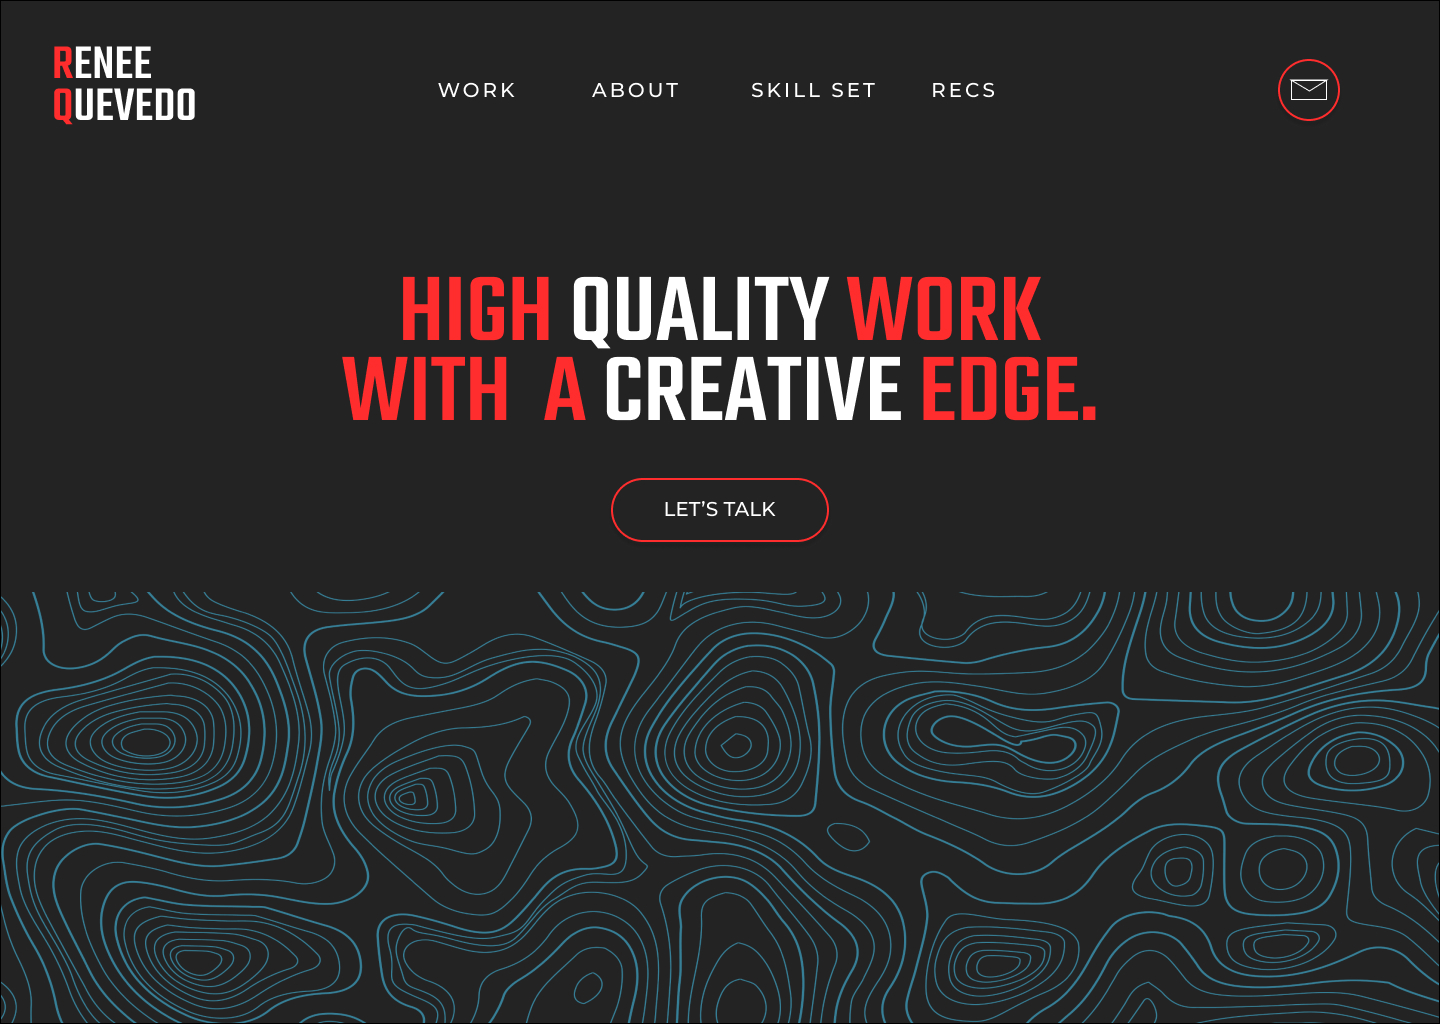 RENEE
QUEVEDO
WORK ABOUT SKILL SET RECS
HIGH QUALITY WORK
WITH A CREATIVE EDGE.
LET'S TALK